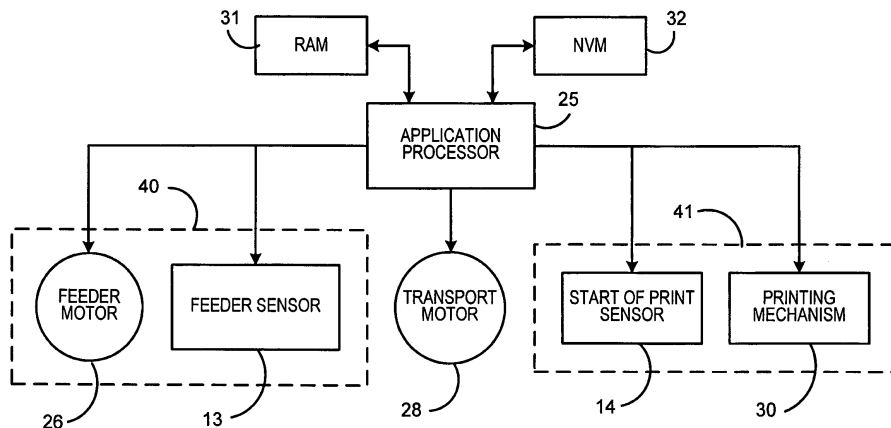 31
RAM
NVM
32
25
APPLICATION
PROCESSOR
40
41
FEEDER
MOTOR
FEEDER SENSOR
TRANSPORT
MOTOR
START OF PRINT
SENSOR
PRINTING
MECHANISM
26
13
28
14
30